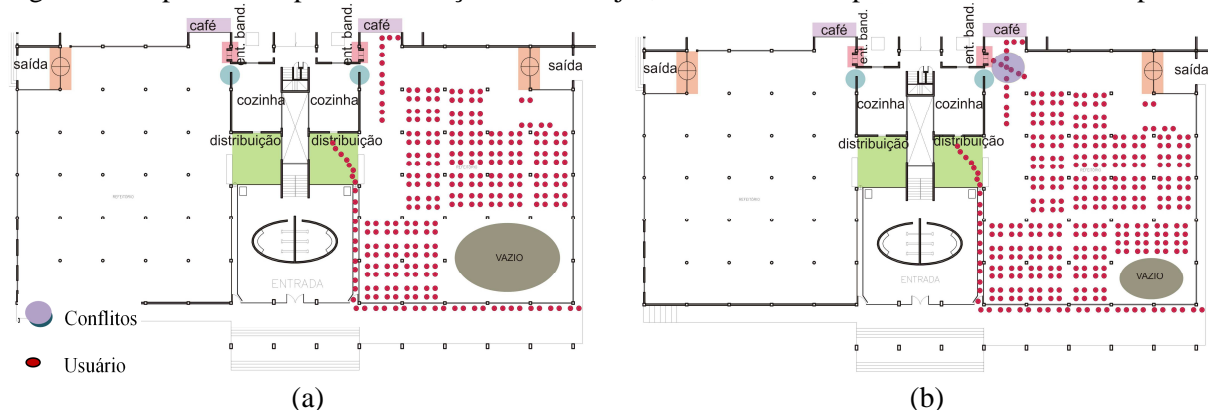 café
café
ent. band.
ent. band.
saída
saída
cozinha
cozinha
distribuição
distribuição
ENTRADA
VAZIO
Conflitos
Usuário
(a)
café
café
ent. band.
ent. band.
saída
saída
cozinha
cozinha
distribuição
distribuição
ENTRADA
VAZIO
(b)